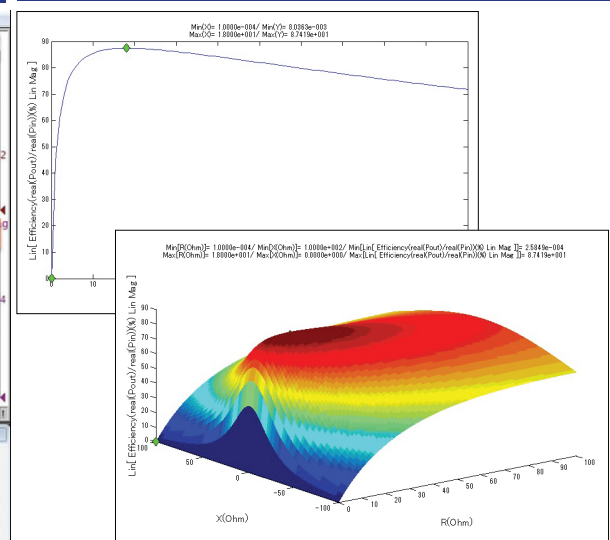 Min(X)= 1.0000e-004/ Min(Y)= 8.0363e-003
Max(X)= 1.8000e+001/ Max(Y)= 8.7419e+001
Lin[ Efficiency(real(Pout)/real(Pin))(%) Lin Mag ]
90
80
70
60
50
40
30
20
10
0
0 10
Min[R(Ohm)]= 1.0000e-004/ Min[X(Ohm)]= 1.0000e+002/ Min[Lin[ Efficiency(real(Pout)/real(Pin))(%) Lin Mag ]]= 2.5849e-004
Max[R(Ohm)]= 1.8000e+001/ Max[X(Ohm)]= 0.0000e+000/ Max[Lin[ Efficiency(real(Pout)/real(Pin))(%) Lin Mag ]]= 8.7419e+001
Lin[ Efficiency(real(Pout)/real(Pin))(%) Lin Mag ]
90
80
70
60
50
40
30
20
10
0
100 50 0 -50 -100
X(Ohm)
0 10 20 30 40 50 60 70 80 90 100
R(Ohm)
2
g
4